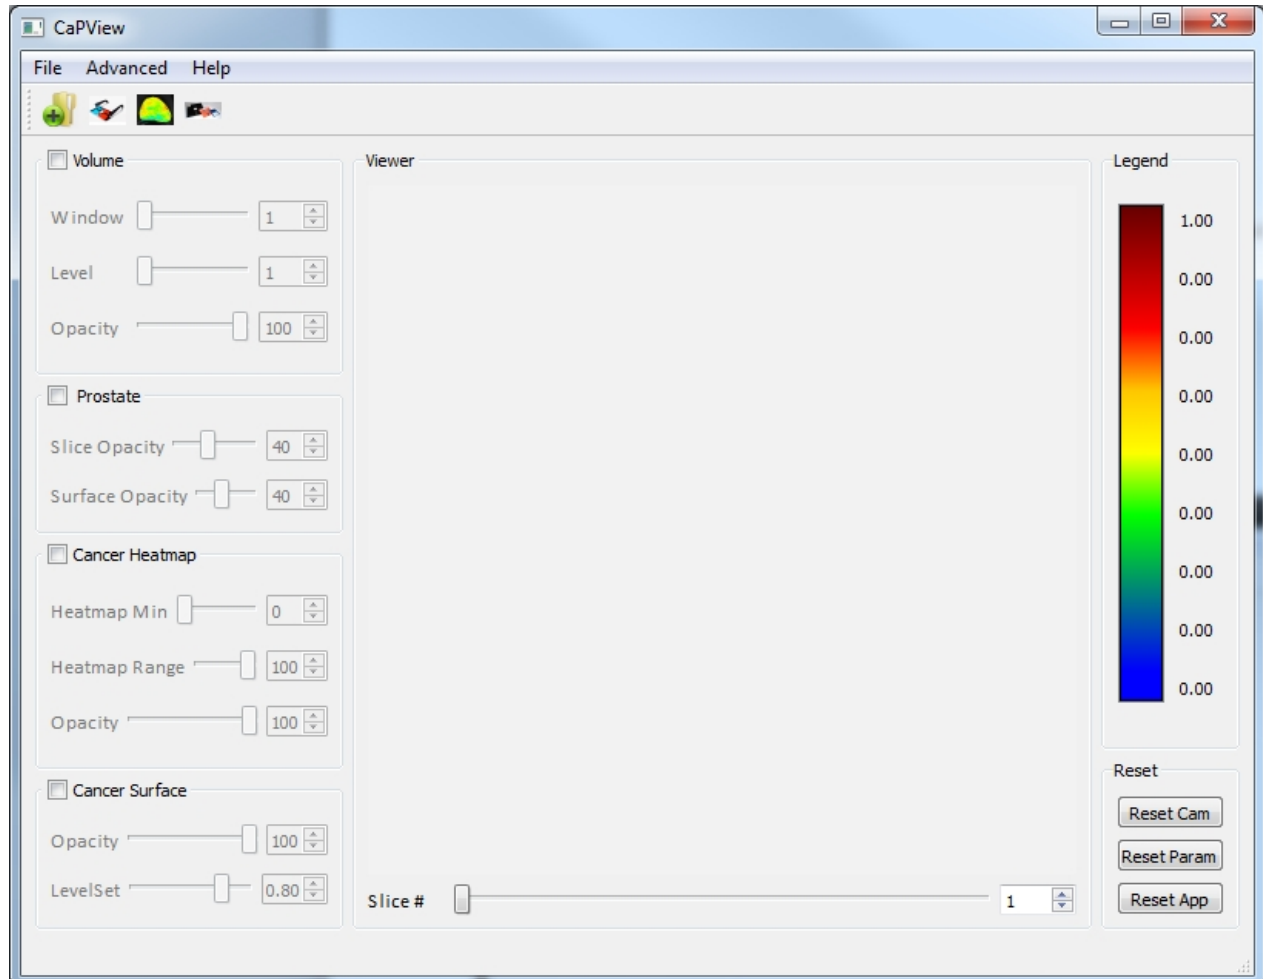 CaPView
File Advanced Help
Volume
Window 1
Level 1
Opacity 100
Prostate
Slice Opacity 40
Surface Opacity 40
Cancer Heatmap
Heatmap Min 0
Heatmap Range 100
Opacity 100
Cancer Surface
Opacity 100
LevelSet 0.80
Viewer
Slice # 1
Legend
1.00
0.00
0.00
0.00
0.00
0.00
0.00
0.00
0.00
Reset
Reset Cam
Reset Param
Reset App